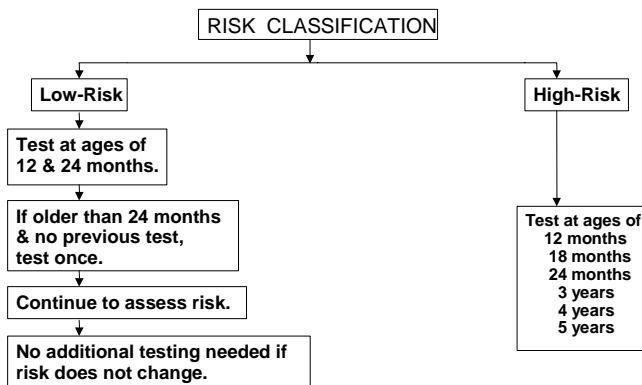 RISK CLASSIFICATION
Low-Risk
Test at ages of
12 & 24 months.
If older than 24 months
& no previous test,
test once.
Continue to assess risk.
No additional testing needed if
risk does not change.
High-Risk
Test at ages of
12 months
18 months
24 months
3 years
4 years
5 years